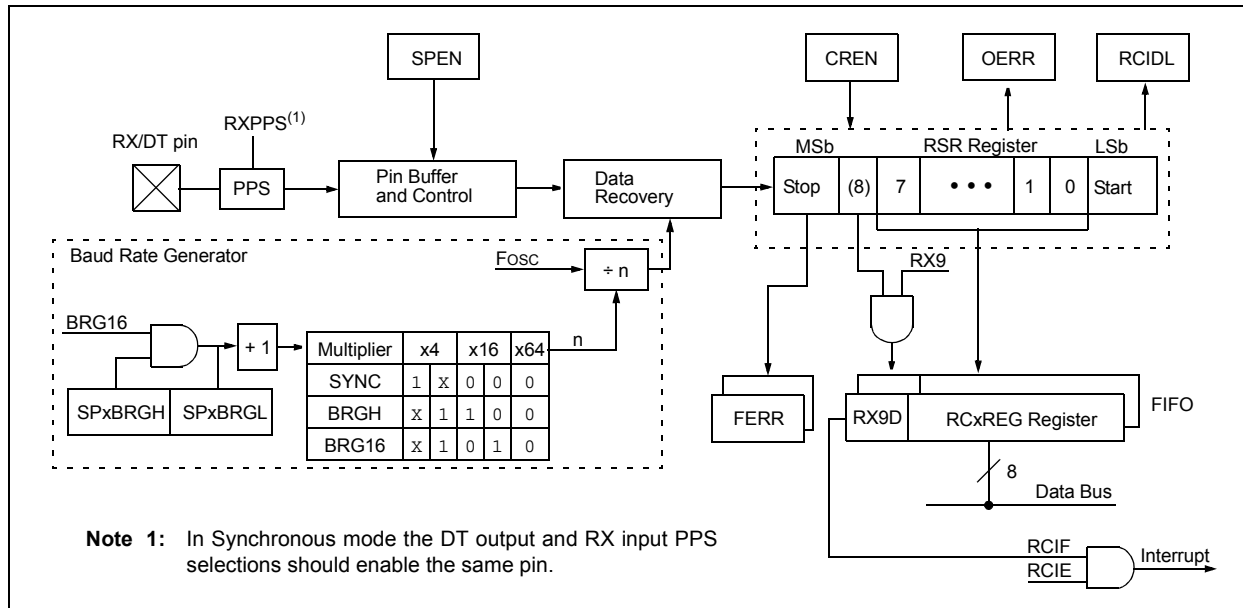 SPEN
CREN
OERR
RCIDL
RXPPS(1)
RX/DT pin
PPS
Pin Buffer
and Control
Data
Recovery
MSb
RSR Register
LSb
Stop (8) 7 • • • 1 0 Start
Baud Rate Generator
FOSC
÷ n
RX9
BRG16
+ 1
n
Multiplier x4 x16 x64
SYNC 1 X 0 0 0
BRGH X 1 1 0 0
BRG16 X 1 0 1 0
SPxBRGH SPxBRGL
FERR
RX9D
RCxREG Register
FIFO
8
Data Bus
Note 1: In Synchronous mode the DT output and RX input PPS
selections should enable the same pin.
RCIF
RCIE
Interrupt